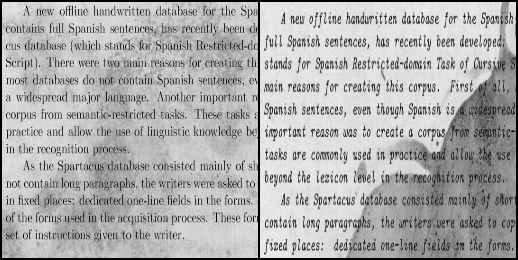 A new offline handwritten database for the Spa
contains full Spanish sentences, has recently been de
cus database (which stands for Spanish Restricted-do
Script). There were two main reasons for creating th
most databases do not contain Spanish sentences, ev
a widespread major language. Another important re
corpus from semantic-restricted tasks. These tasks a
practice and allow the use of linguistic knowledge be
in the recognition process.
As the Spartacus database consisted mainly of sh
not contain long paragraphs, the writers were asked to
in fixed places: dedicated one-line fields in the forms.
of the forms used in the acquisition process. These for
set of instructions given to the writer.
A new offline handwritten database for the Spanish
full Spanish sentences, has recently been developed:
stands for Spanish Restricted-domain Task of Cursive S
main reasons for creating this corpus. First of all,
Spanish sentences, even though Spanish is a widespread
important reason was to create a corpus from semantic-
tasks are commonly used in practice and allow the use
beyond the lexicon level in the recognition process.
As the Spartacus database consisted mainly of short
contain long paragraphs, the writers were asked to cop
fixed places: dedicated one-line fields in the forms.